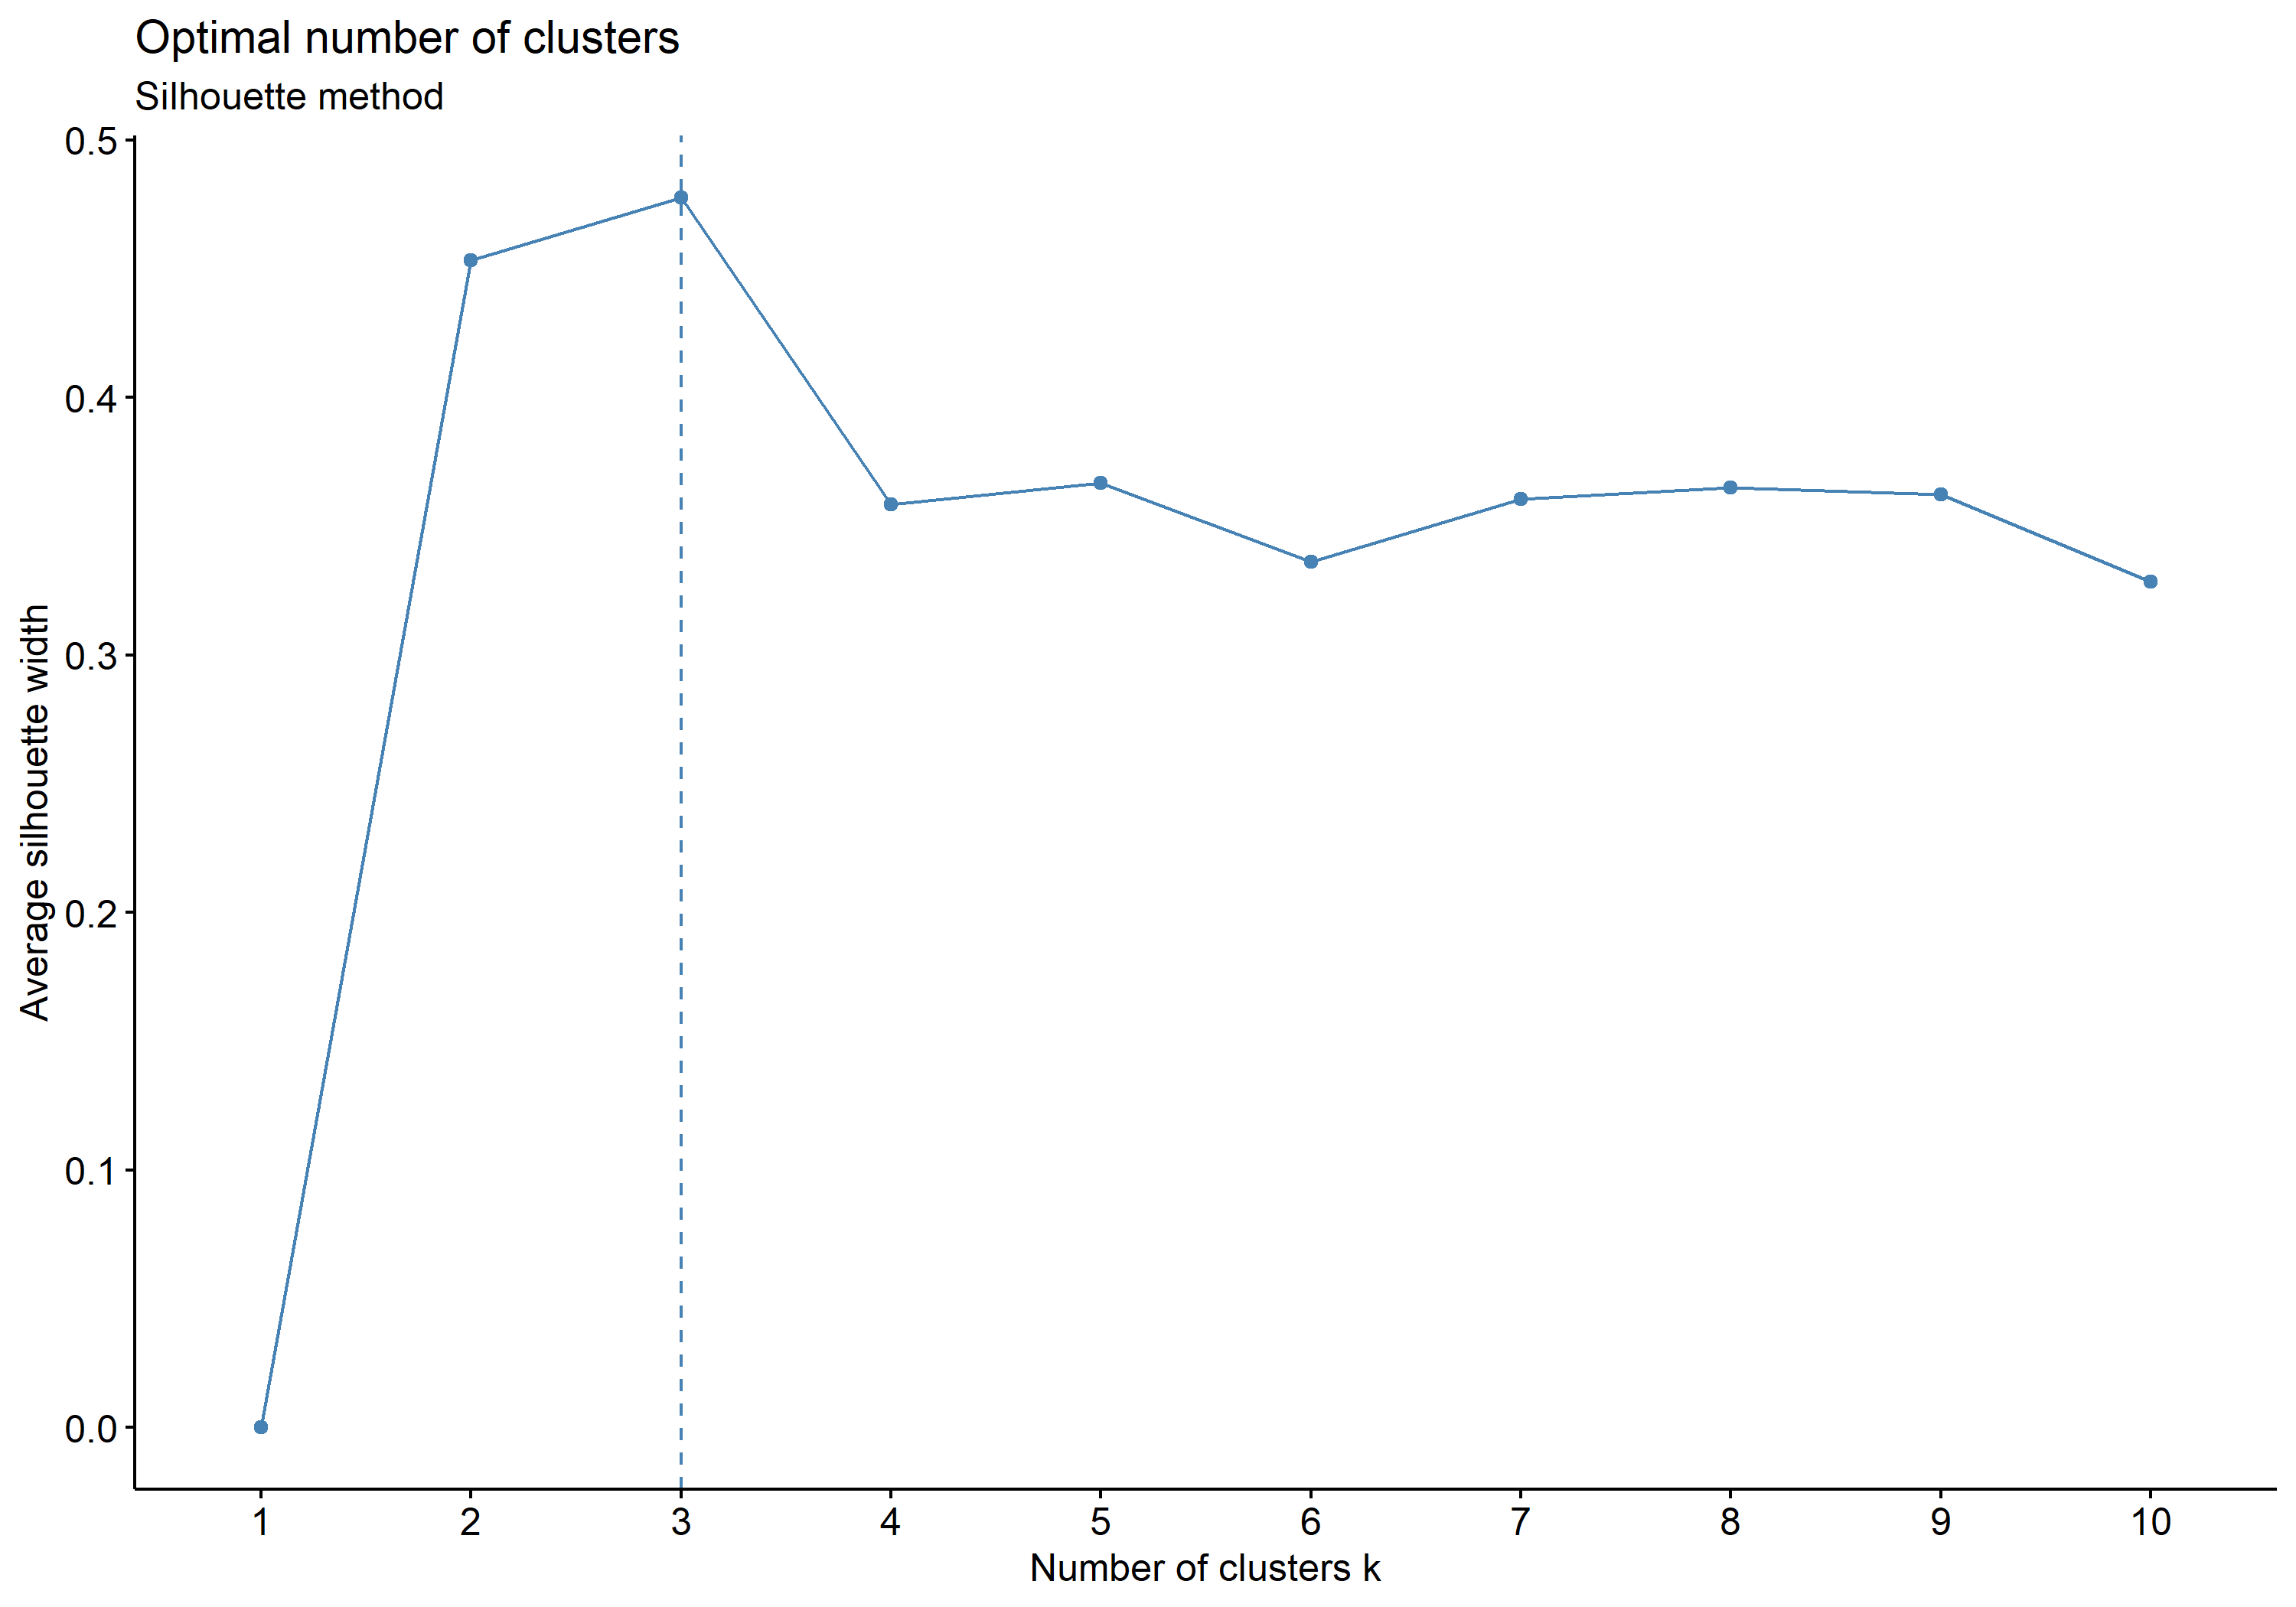 Optimal number of clusters
Silhouette method
0.5
0.4
0.3
0.2
0.1
0.0
Average silhouette width
1 2 3 4 5 6 7 8 9 10
Number of clusters k